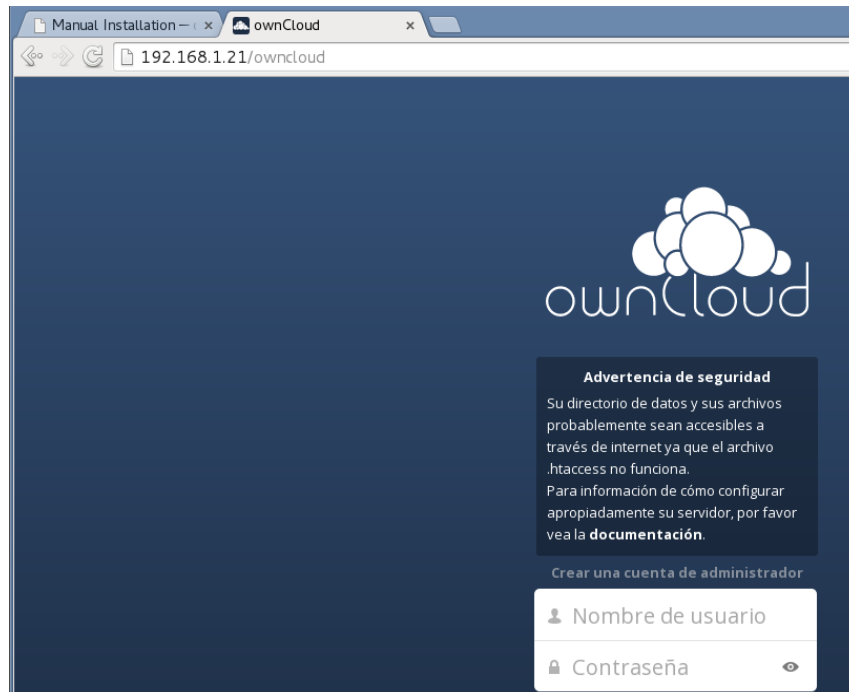 Manual Installation — (
ownCloud
192.168.1.21/owncloud
ownCloud
Advertencia de seguridad
Su directorio de datos y sus archivos
probablemente sean accesibles a
través de internet ya que el archivo
.htaccess no funciona.
Para información de cómo configurar
apropiadamente su servidor, por favor
vea la documentación.
Crear una cuenta de administrador
Nombre de usuario
Contraseña